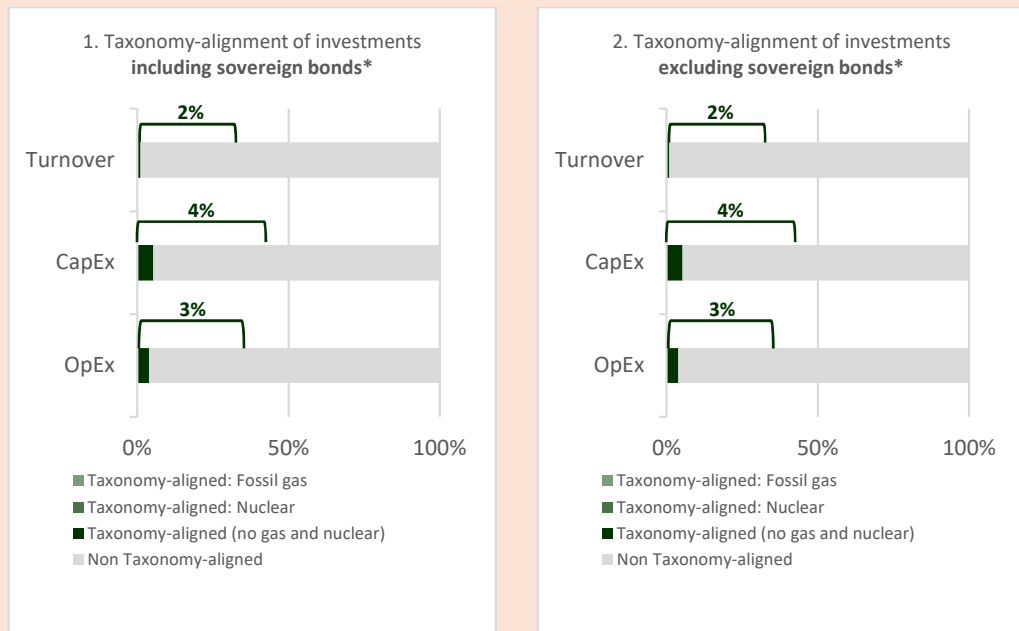 1. Taxonomy-alignment of investments
including sovereign bonds*
2%
Turnover
4%
CapEx
3%
OpEx
0% 50% 100%
Taxonomy-aligned: Fossil gas
Taxonomy-aligned: Nuclear
Taxonomy-aligned (no gas and nuclear)
Non Taxonomy-aligned
2. Taxonomy-alignment of investments
excluding sovereign bonds*
2%
Turnover
4%
CapEx
3%
OpEx
0% 50% 100%
Taxonomy-aligned: Fossil gas
Taxonomy-aligned: Nuclear
Taxonomy-aligned (no gas and nuclear)
Non Taxonomy-aligned